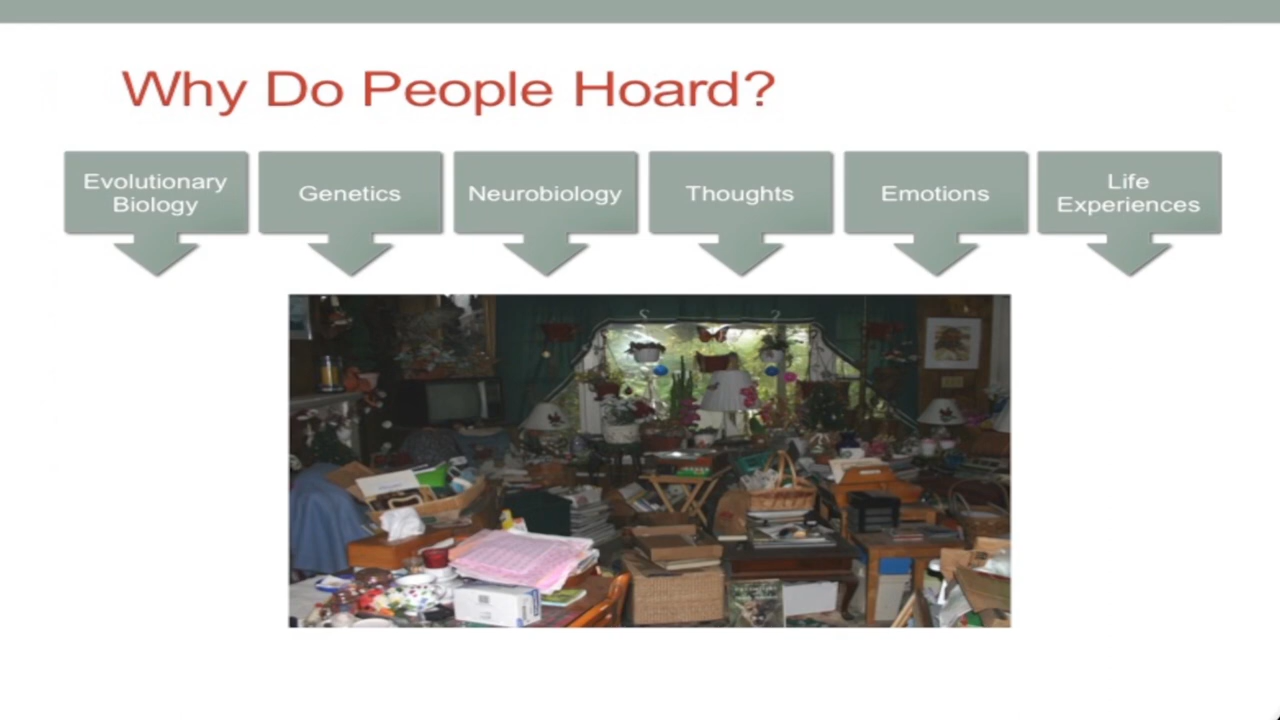 Why Do People Hoard?
Evolutionary
Biology
Genetics
Neurobiology
Thoughts
Emotions
Life
Experiences